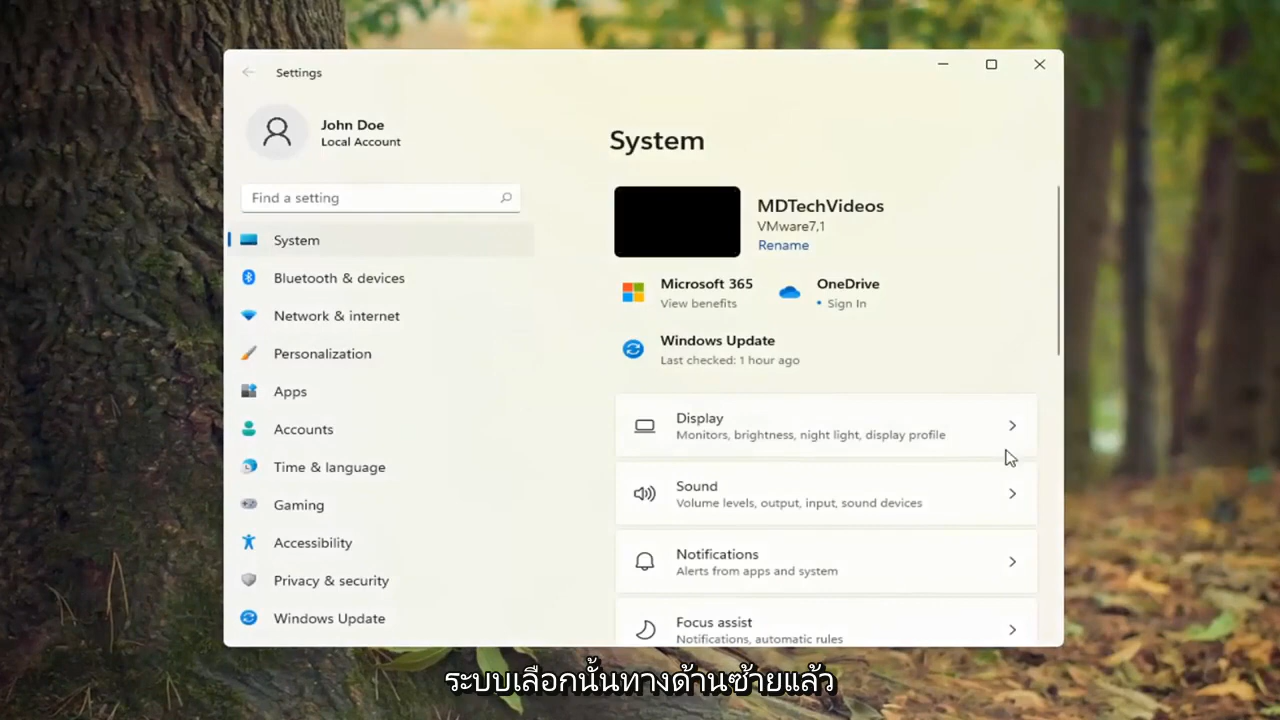 Settings
John Doe
Local Account
Find a setting
System
Bluetooth & devices
Network & internet
Personalization
Apps
Accounts
Time & language
Gaming
Accessibility
Privacy & security
Windows Update
System
MDTechVideos
VMware7,1
Rename
Microsoft 365
View benefits
OneDrive
• Sign In
Windows Update
Last checked: 1 hour ago
Display
Monitors, brightness, night light, display profile
Sound
Volume levels, output, input, sound devices
Notifications
Alerts from apps and system
Focus assist
Notifications, automatic rules
ระบบเลือกนั้นทางด้านซ้ายแล้ว